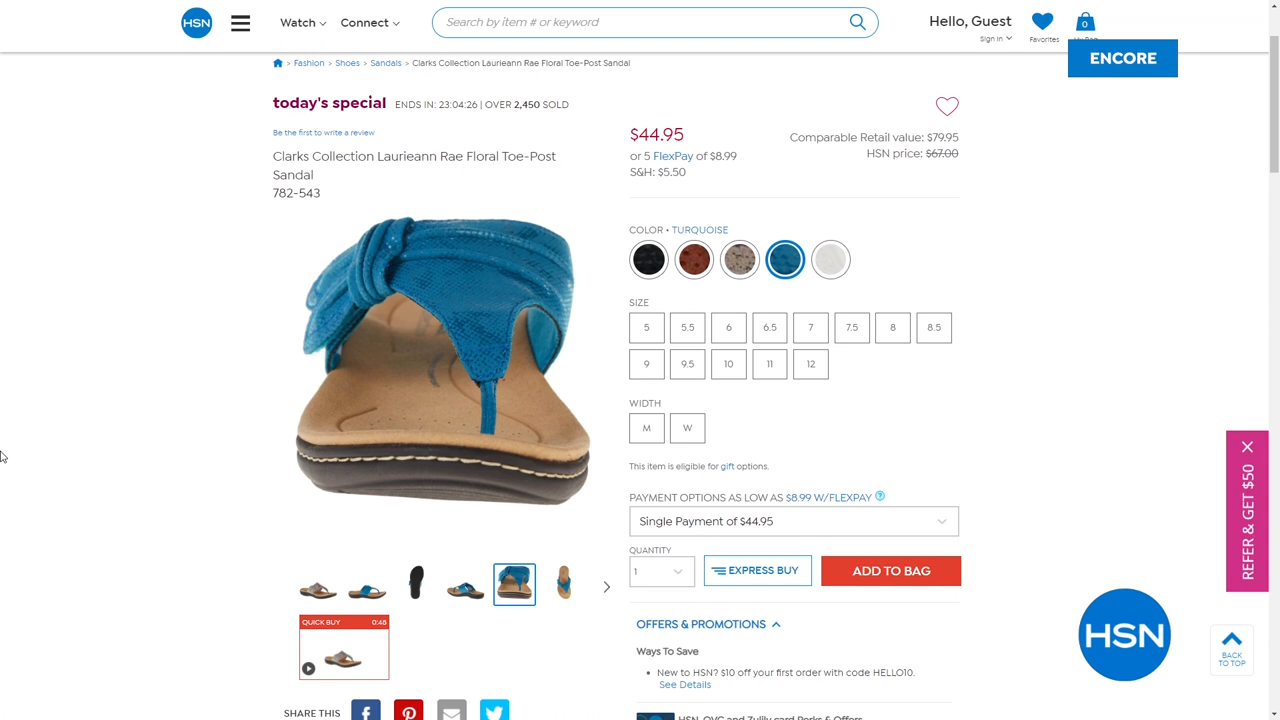 HSN
Watch
Connect
Search by item # or keyword
Hello, Guest
Sign In
Favorites
0
ENCORE
> Fashion > Shoes > Sandals > Clarks Collection Laurieann Rae Floral Toe-Post Sandal
today's special ENDS IN: 23:04:26 | OVER 2,450 SOLD
Be the first to write a review
Clarks Collection Laurieann Rae Floral Toe-Post
Sandal
782-543
$44.95
or 5 FlexPay of $8.99
S&H: $5.50
Comparable Retail value: $79.95
HSN price: $67.00
COLOR • TURQUOISE
SIZE
5 5.5 6 6.5 7 7.5 8 8.5
9 9.5 10 11 12
WIDTH
M W
This item is eligible for gift options.
PAYMENT OPTIONS AS LOW AS $8.99 W/FLEXPAY ?
Single Payment of $44.95
QUANTITY
1
EXPRESS BUY
ADD TO BAG
OFFERS & PROMOTIONS
Ways To Save
• New to HSN? $10 off your first order with code HELLO10.
See Details
HSN, QVC and Zulily card Perks & Offers
QUICK BUY 0:48
SHARE THIS
REFER & GET $50
HSN
BACK
TO TOP